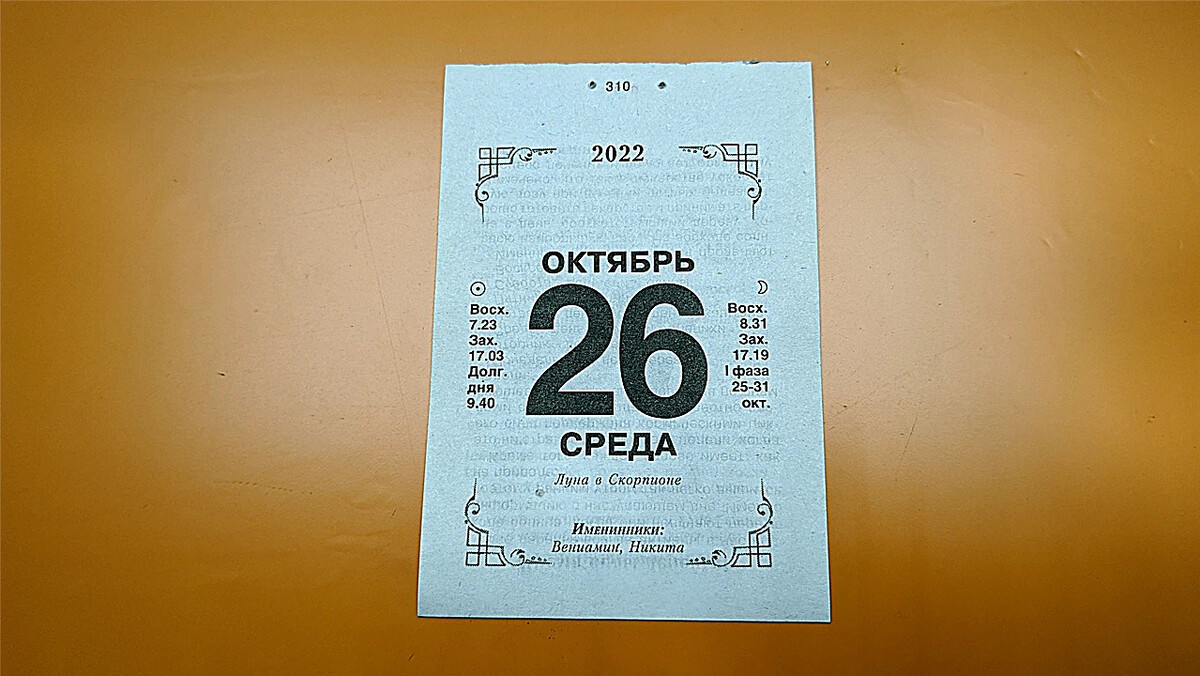 310
2022
ОКТЯБРЬ
26
Восх.
7.23
Зах.
17.03
Долг.
дня
9.40
Восх.
8.31
Зах.
17.19
I фаза
25-31
окт.
СРЕДА
Луна в Скорпионе
Именинники:
Вениамин, Никита